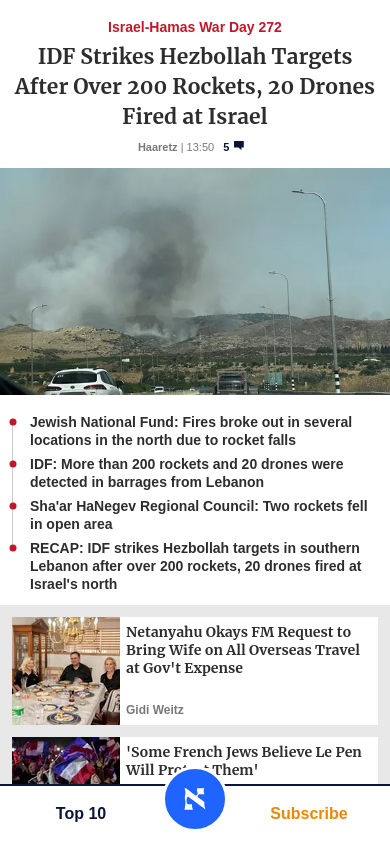 Israel-Hamas War Day 272
IDF Strikes Hezbollah Targets
After Over 200 Rockets, 20 Drones
Fired at Israel
Haaretz | 13:50 5
Jewish National Fund: Fires broke out in several
locations in the north due to rocket falls
IDF: More than 200 rockets and 20 drones were
detected in barrages from Lebanon
Sha'ar HaNegev Regional Council: Two rockets fell
in open area
RECAP: IDF strikes Hezbollah targets in southern
Lebanon after over 200 rockets, 20 drones fired at
Israel's north
Netanyahu Okays FM Request to
Bring Wife on All Overseas Travel
at Gov't Expense
Gidi Weitz
'Some French Jews Believe Le Pen
Will Them'
Top 10
Subscribe